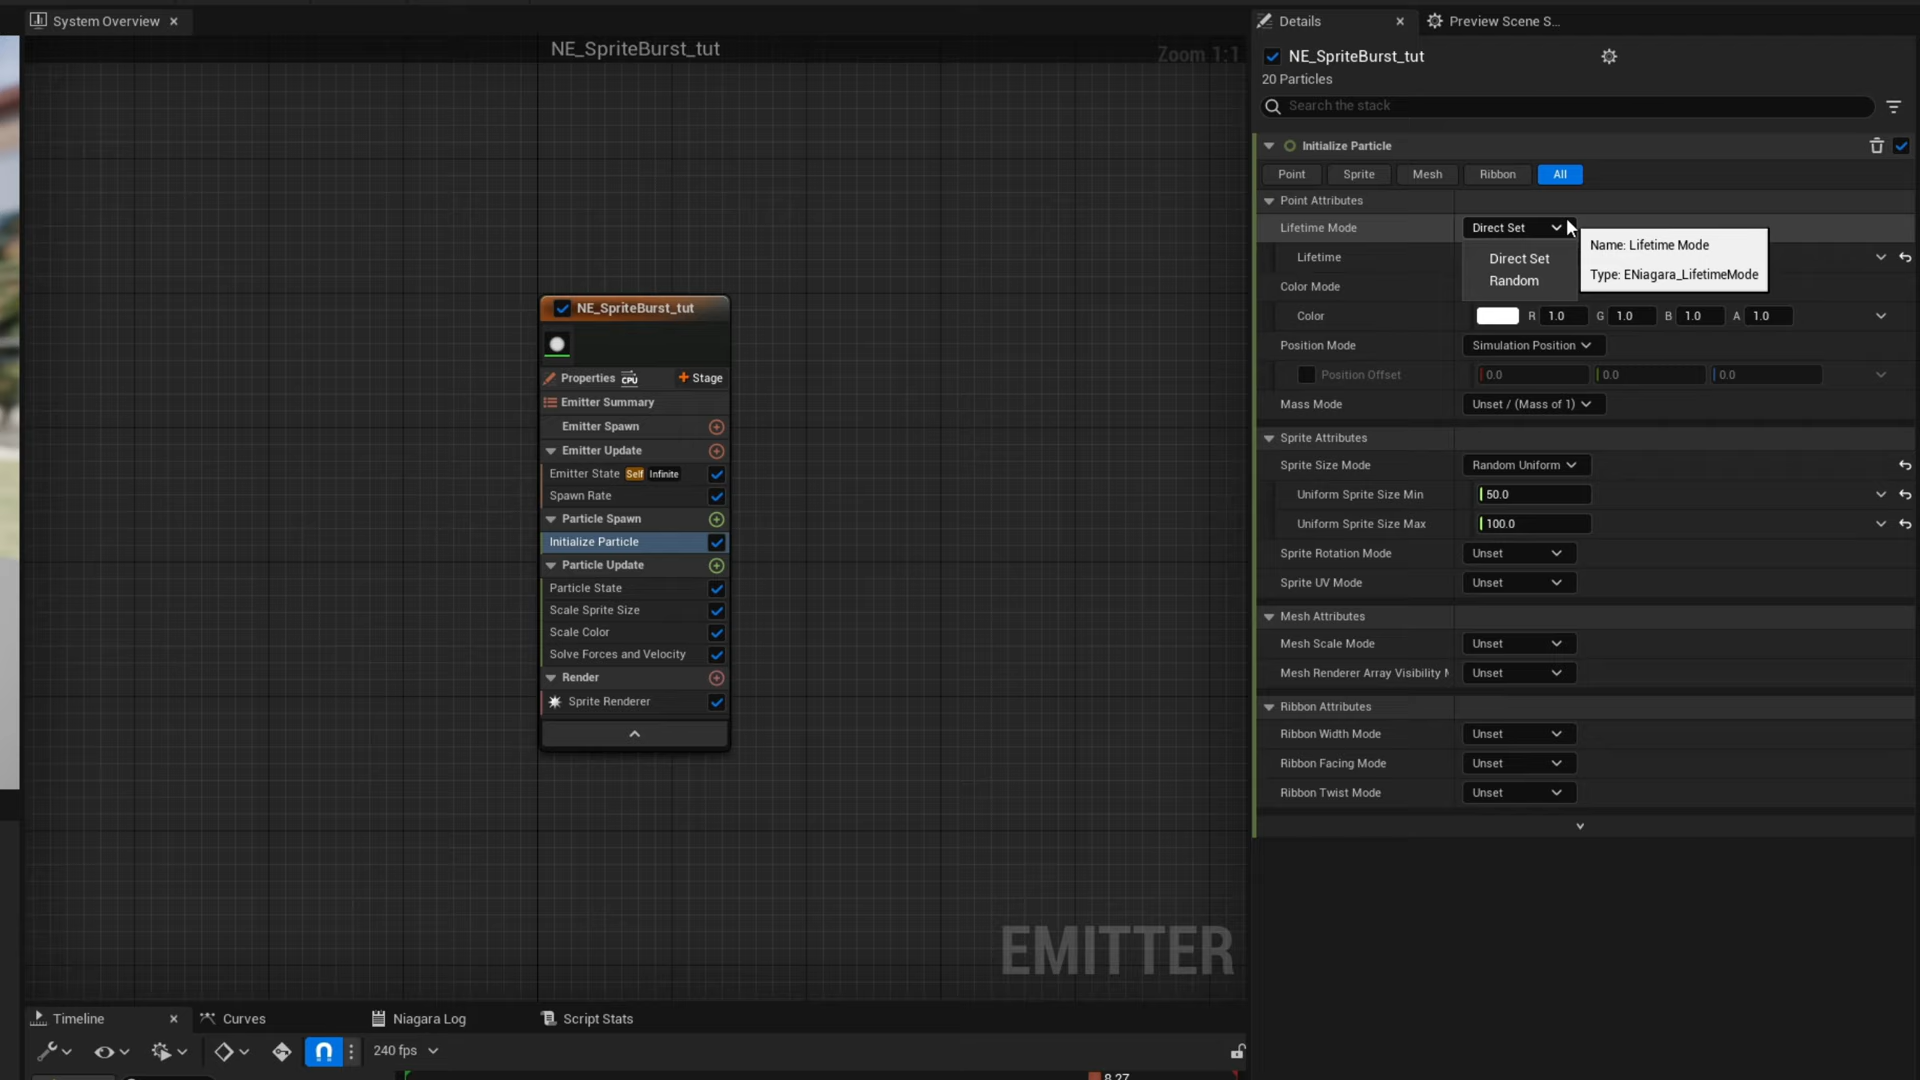 System Overview
NE_SpriteBurst_tut
Zoom 1:1
NE_SpriteBurst_tut
Properties CPU + Stage
Emitter Summary
Emitter Spawn
Emitter Update
Emitter State Self Infinite
Spawn Rate
Particle Spawn
Initialize Particle
Particle Update
Particle State
Scale Sprite Size
Scale Color
Solve Forces and Velocity
Render
Sprite Renderer
EMITTER
Details
Preview Scene S...
NE_SpriteBurst_tut
20 Particles
Search the stack
Initialize Particle
Point Sprite Mesh Ribbon All
Point Attributes
Lifetime Mode Direct Set
Name: Lifetime Mode
Type: ENiagara_LifetimeMode
Lifetime
Direct Set
Random
Color Mode
Color R 1.0 G 1.0 B 1.0 A 1.0
Position Mode Simulation Position
Position Offset 0.0 0.0 0.0
Mass Mode Unset / (Mass of 1)
Sprite Attributes
Sprite Size Mode Random Uniform
Uniform Sprite Size Min 50.0
Uniform Sprite Size Max 100.0
Sprite Rotation Mode Unset
Sprite UV Mode Unset
Mesh Attributes
Mesh Scale Mode Unset
Mesh Renderer Array Visibility Unset
Ribbon Attributes
Ribbon Width Mode Unset
Ribbon Facing Mode Unset
Ribbon Twist Mode Unset
Timeline
Curves
Niagara Log
Script Stats
240 fps
8.27